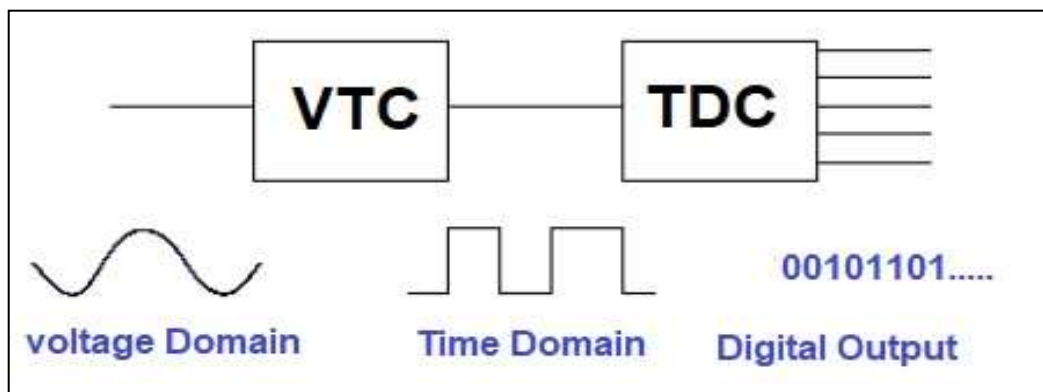 VTC
TDC
00101101.....
voltage Domain
Time Domain
Digital Output